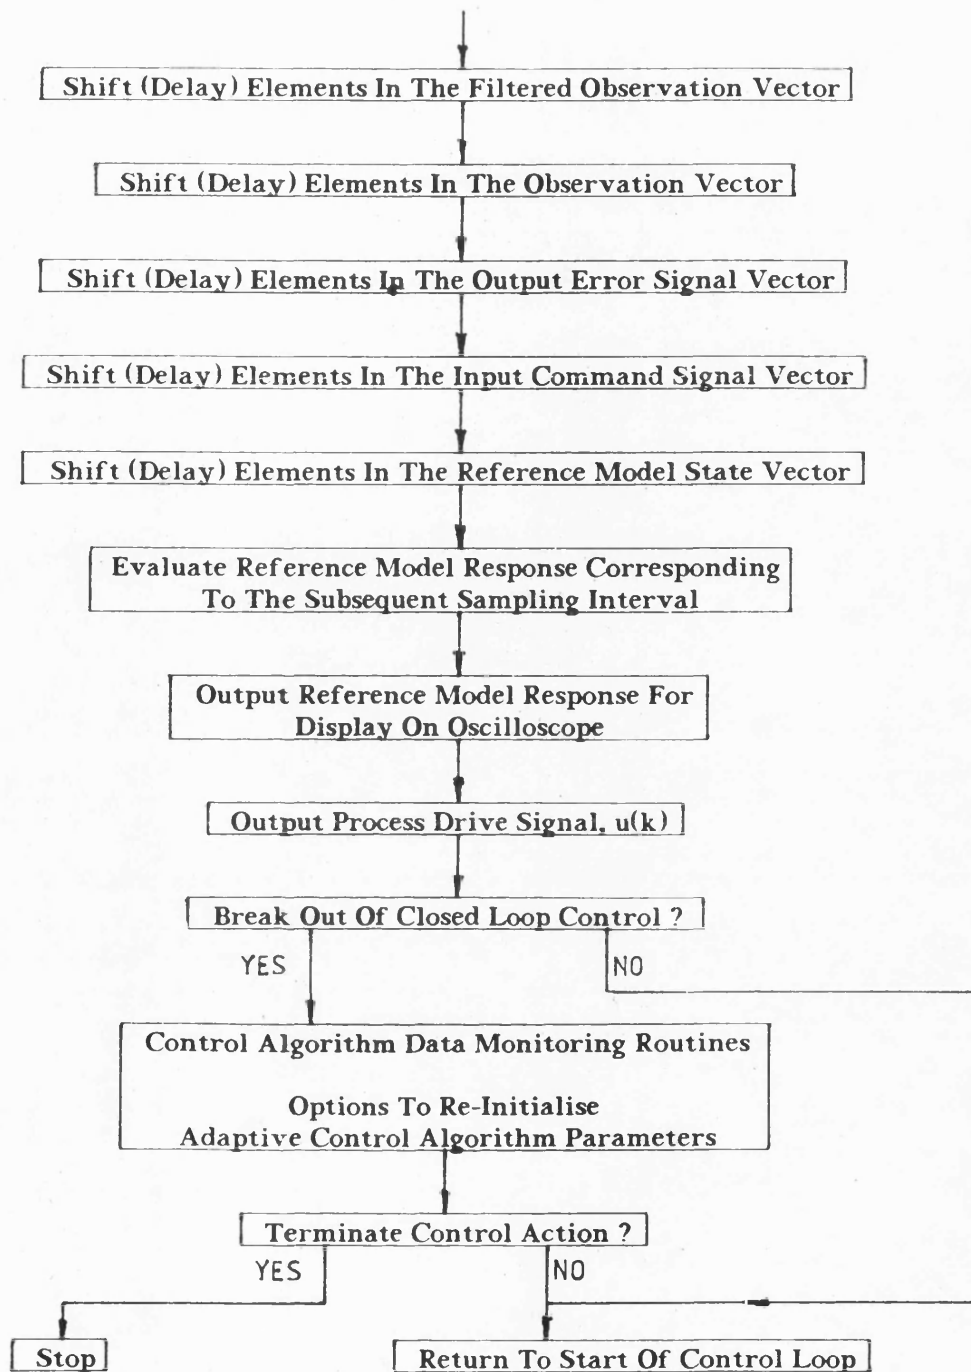 Shift (Delay) Elements In The Filtered Observation Vector
Shift (Delay) Elements In The Observation Vector
Shift (Delay) Elements In The Output Error Signal Vector
Shift (Delay) Elements In The Input Command Signal Vector
Shift (Delay) Elements In The Reference Model State Vector
Evaluate Reference Model Response Corresponding
To The Subsequent Sampling Interval
Output Reference Model Response For
Display On Oscilloscope
Output Process Drive Signal, u(k)
Break Out Of Closed Loop Control ?
YES
NO
Control Algorithm Data Monitoring Routines
Options To Re-Initialise
Adaptive Control Algorithm Parameters
Terminate Control Action ?
YES
NO
Stop
Return To Start Of Control Loop